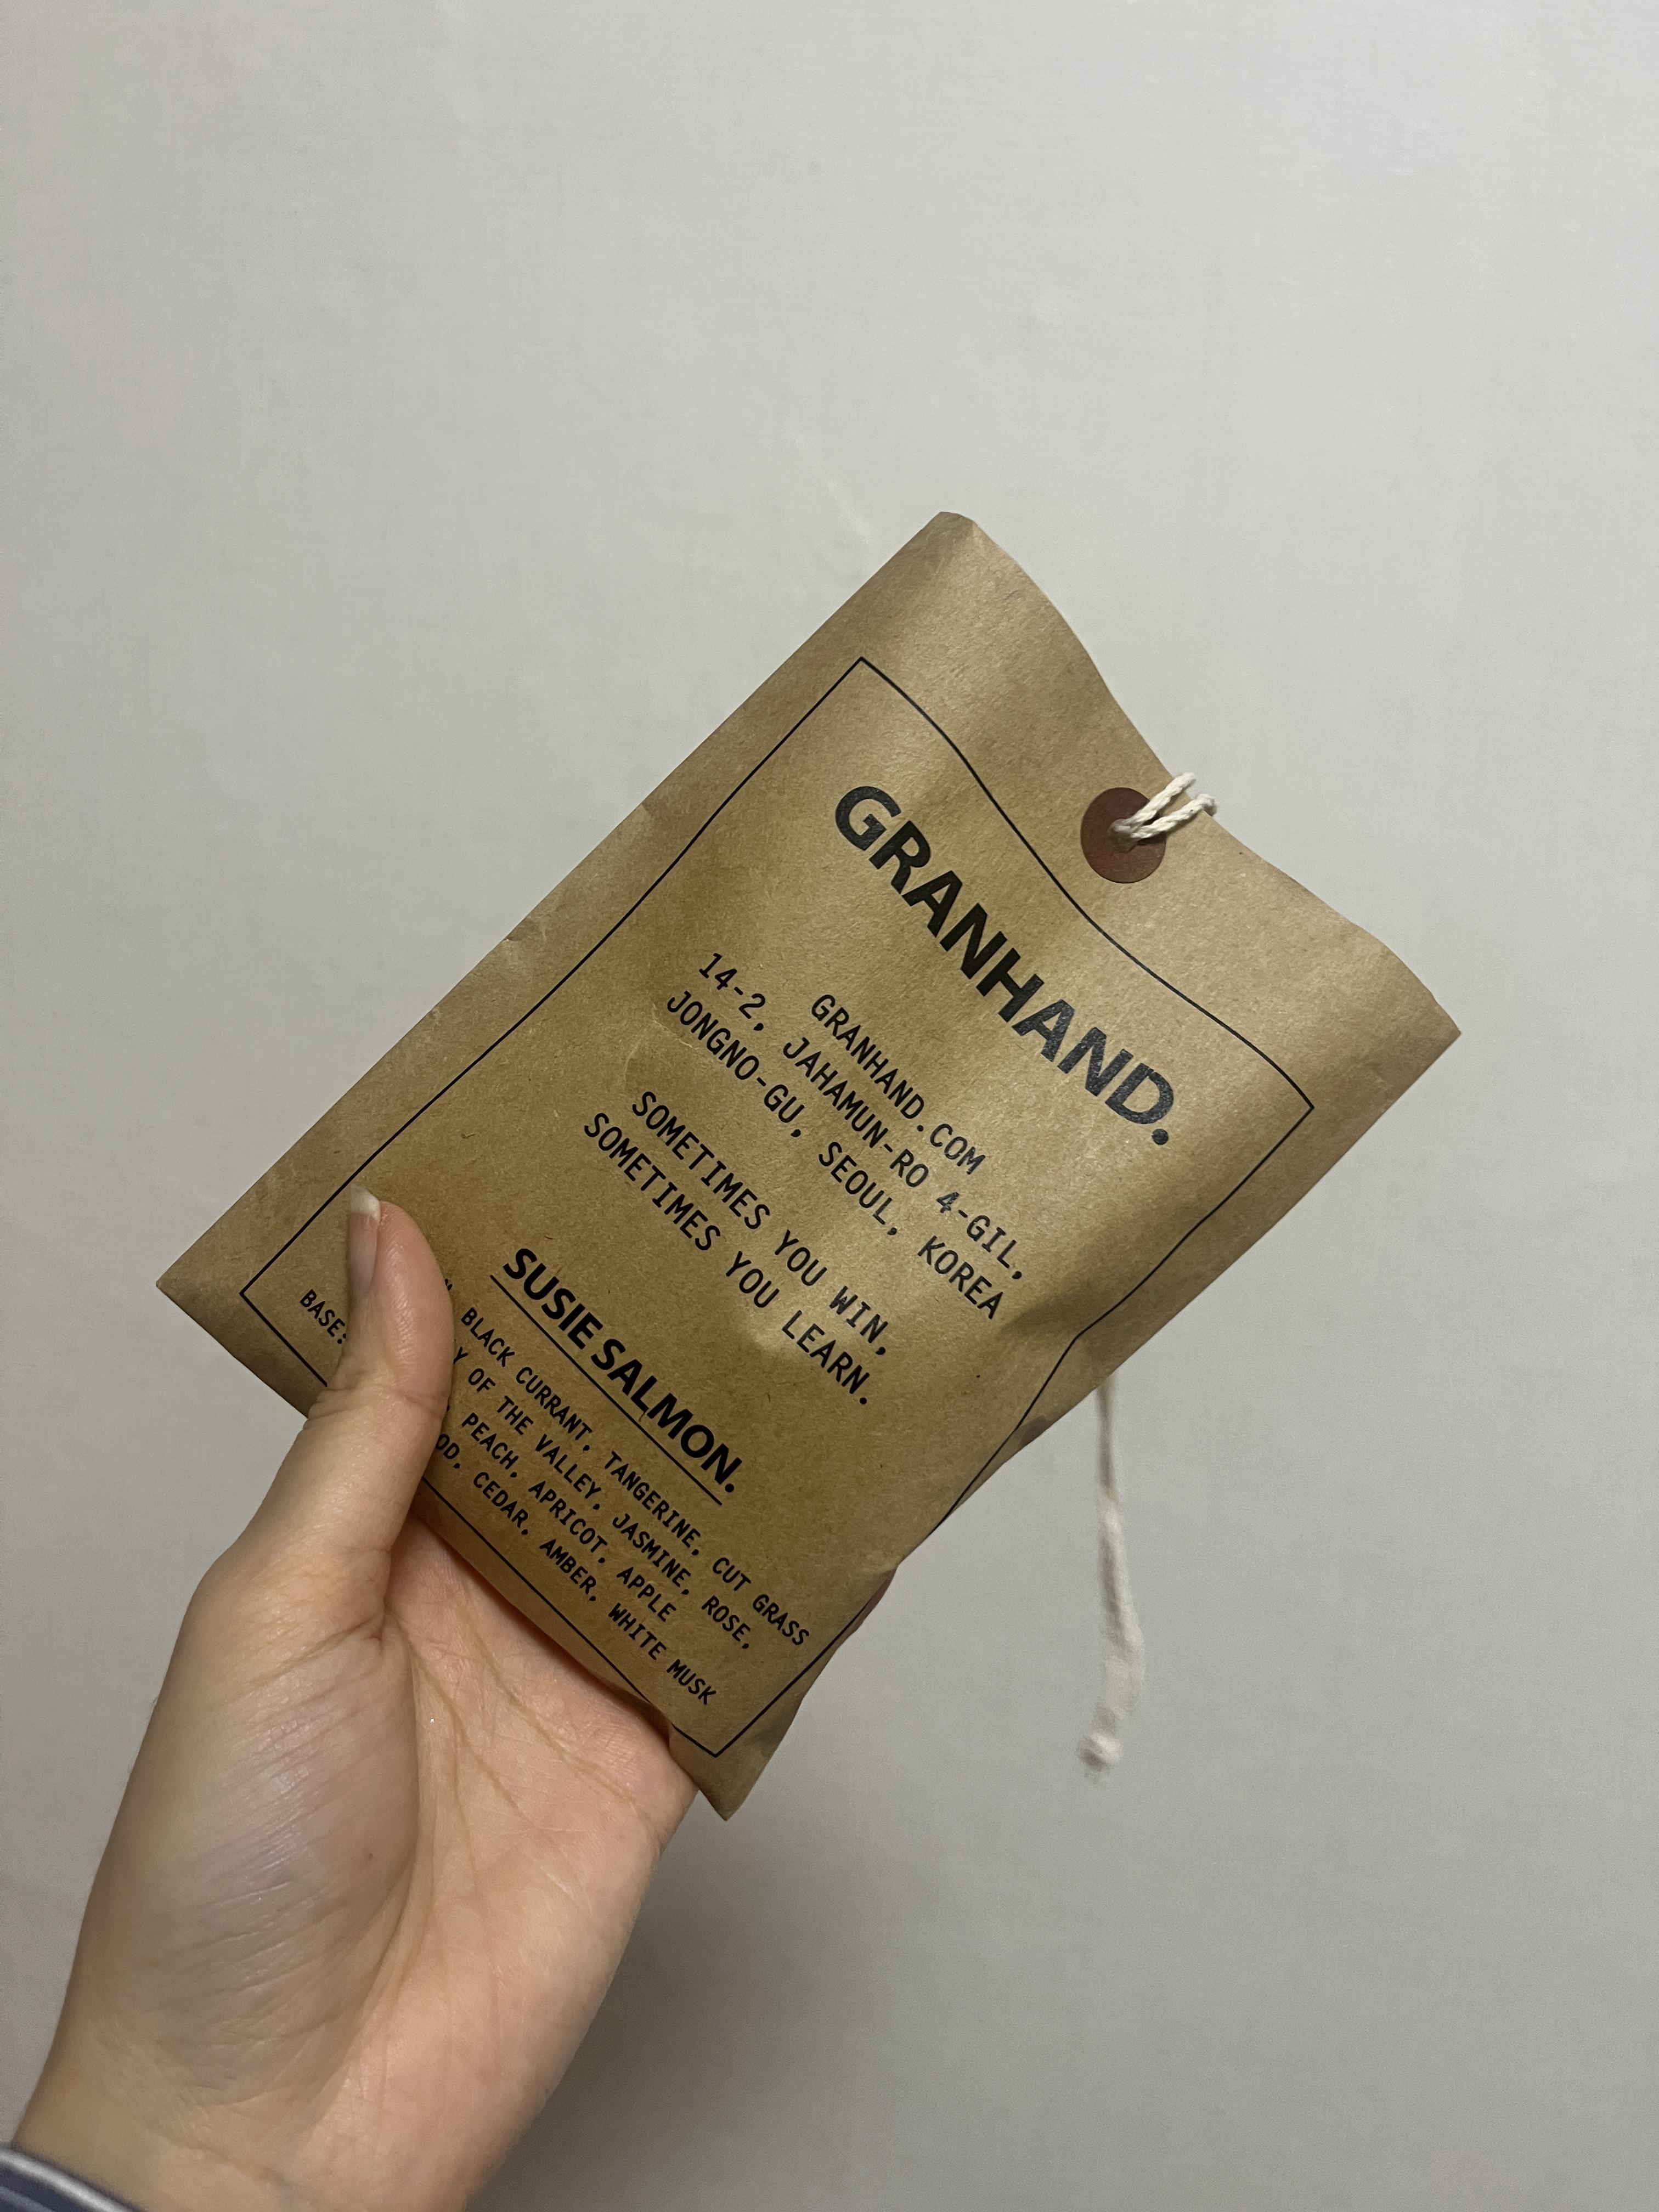 GRANHAND.
GRANHAND.COM
14-2, JAHAMUN-RO 4-GIL,
JONGNO-GU, SEOUL, KOREA
SOMETIMES YOU WIN,
SOMETIMES YOU LEARN.
SUSIE SALMON.
BLACK CURRANT, TANGERINE, CUT GRASS
OF THE VALLEY, JASMINE, ROSE,
PEACH, APRICOT, APPLE
BASE: CEDAR, AMBER, WHITE MUSK